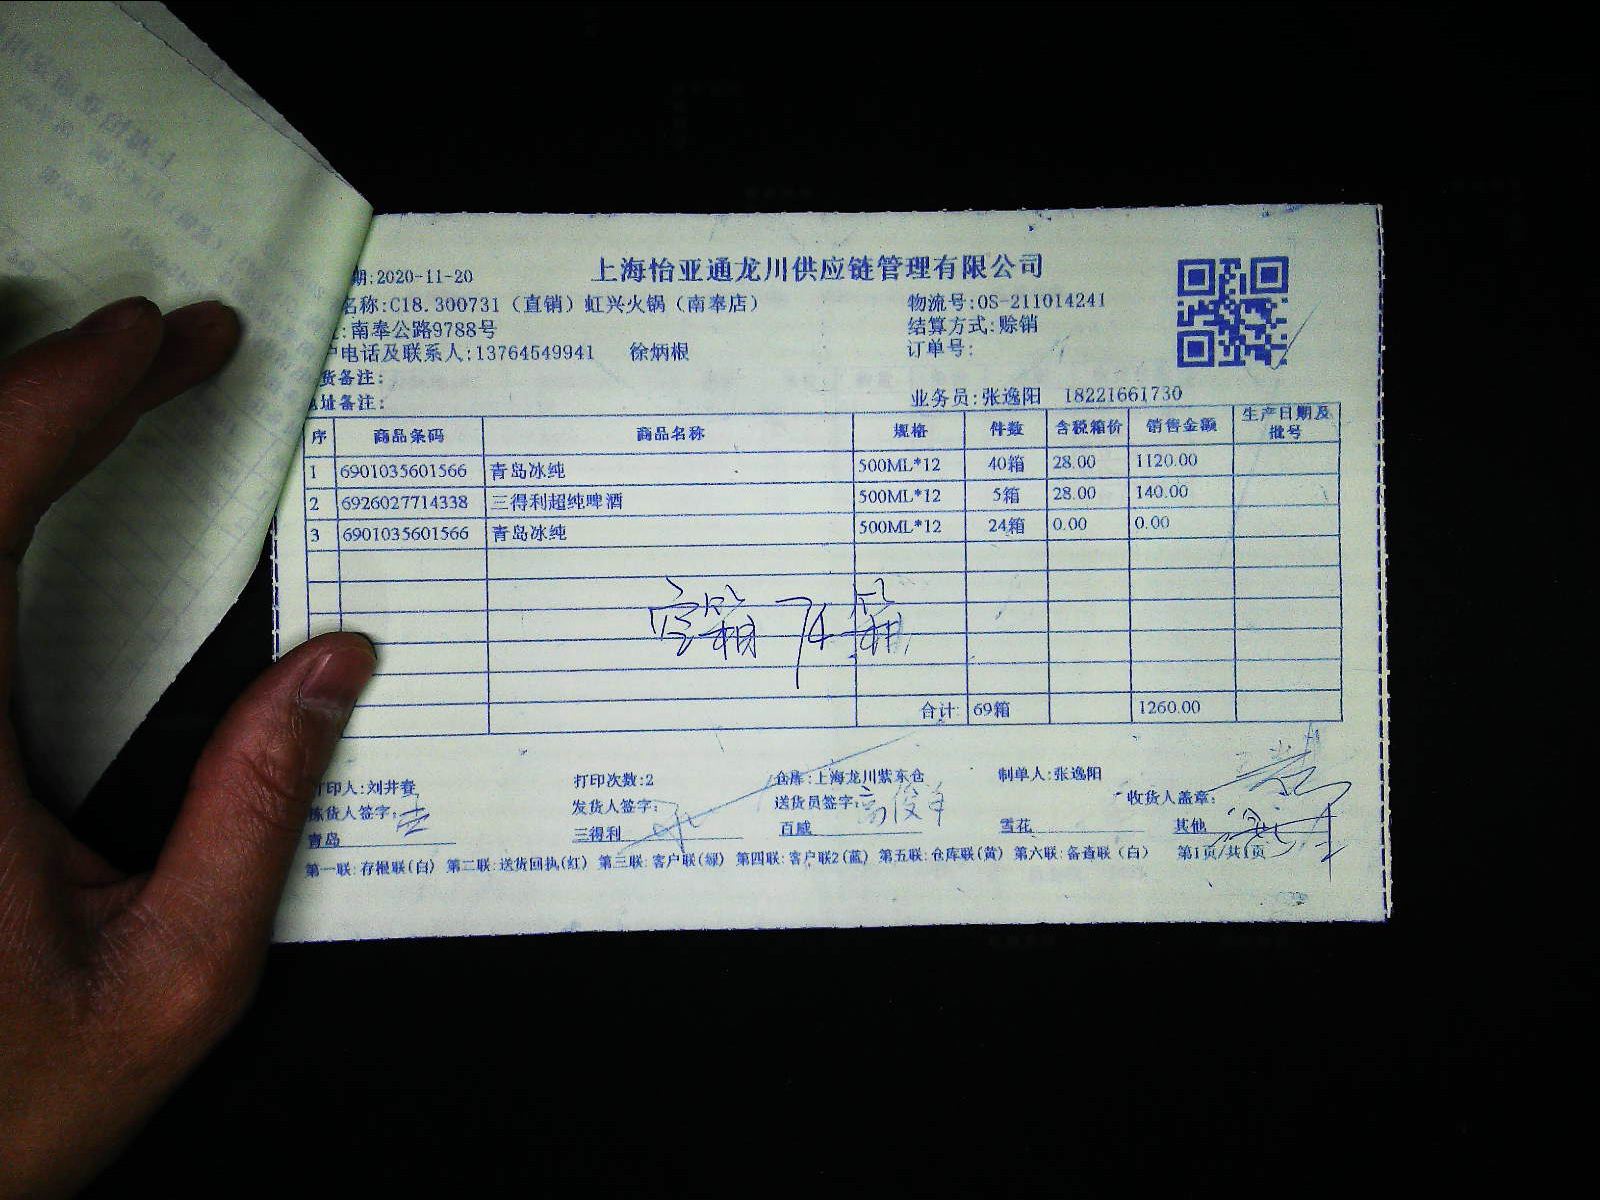 上海怡亚通龙川供应链管理有限公司
期:2020-11-20
名称:C18.300731（直销）虹兴火锅（南奉店） 物流号:OS-211014241
:南奉公路9788号 结算方式:赊销
电话及联系人:13764549941 徐炳根 订单号:
货备注:
地址备注: 业务员:张逸阳 18221661730
序 商品条码 商品名称 规格 件数 含税箱价 销售金额 生产日期及批号
1 6901035601566 青岛冰纯 500ML*12 40箱 28.00 1120.00
2 6926027714338 三得利超纯啤酒 500ML*12 5箱 28.00 140.00
3 6901035601566 青岛冰纯 500ML*12 24箱 0.00 0.00
空箱 74箱
合计: 69箱 1260.00
打印人:刘井春 打印次数:2 仓库:上海龙川紫东仓 制单人:张逸阳
拣货人签字: 发货人签字: 送货员签字: 收货人盖章:
青岛 三得利 百威 雪花 其他
第一联:存根联(白) 第二联:送货回执(红) 第三联:客户联(绿) 第四联:客户联2(蓝) 第五联:仓库联(黄) 第六联:备查联（白） 第1页/共1页